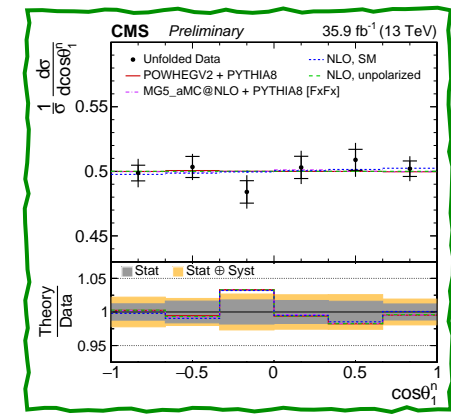 CMS Preliminary 35.9 fb⁻¹ (13 TeV)
1/σ dσ/dcosθ₁ⁿ
Unfolded Data
NLO, SM
POWHEGV2 + PYTHIA8
NLO, unpolarized
MG5_aMC@NLO + PYTHIA8 [FxFx]
0.55
0.5
0.45
Stat
Stat ⊕ Syst
Theory
Data
1.05
1
0.95
−1 −0.5 0 0.5 1
cosθ₁ⁿ